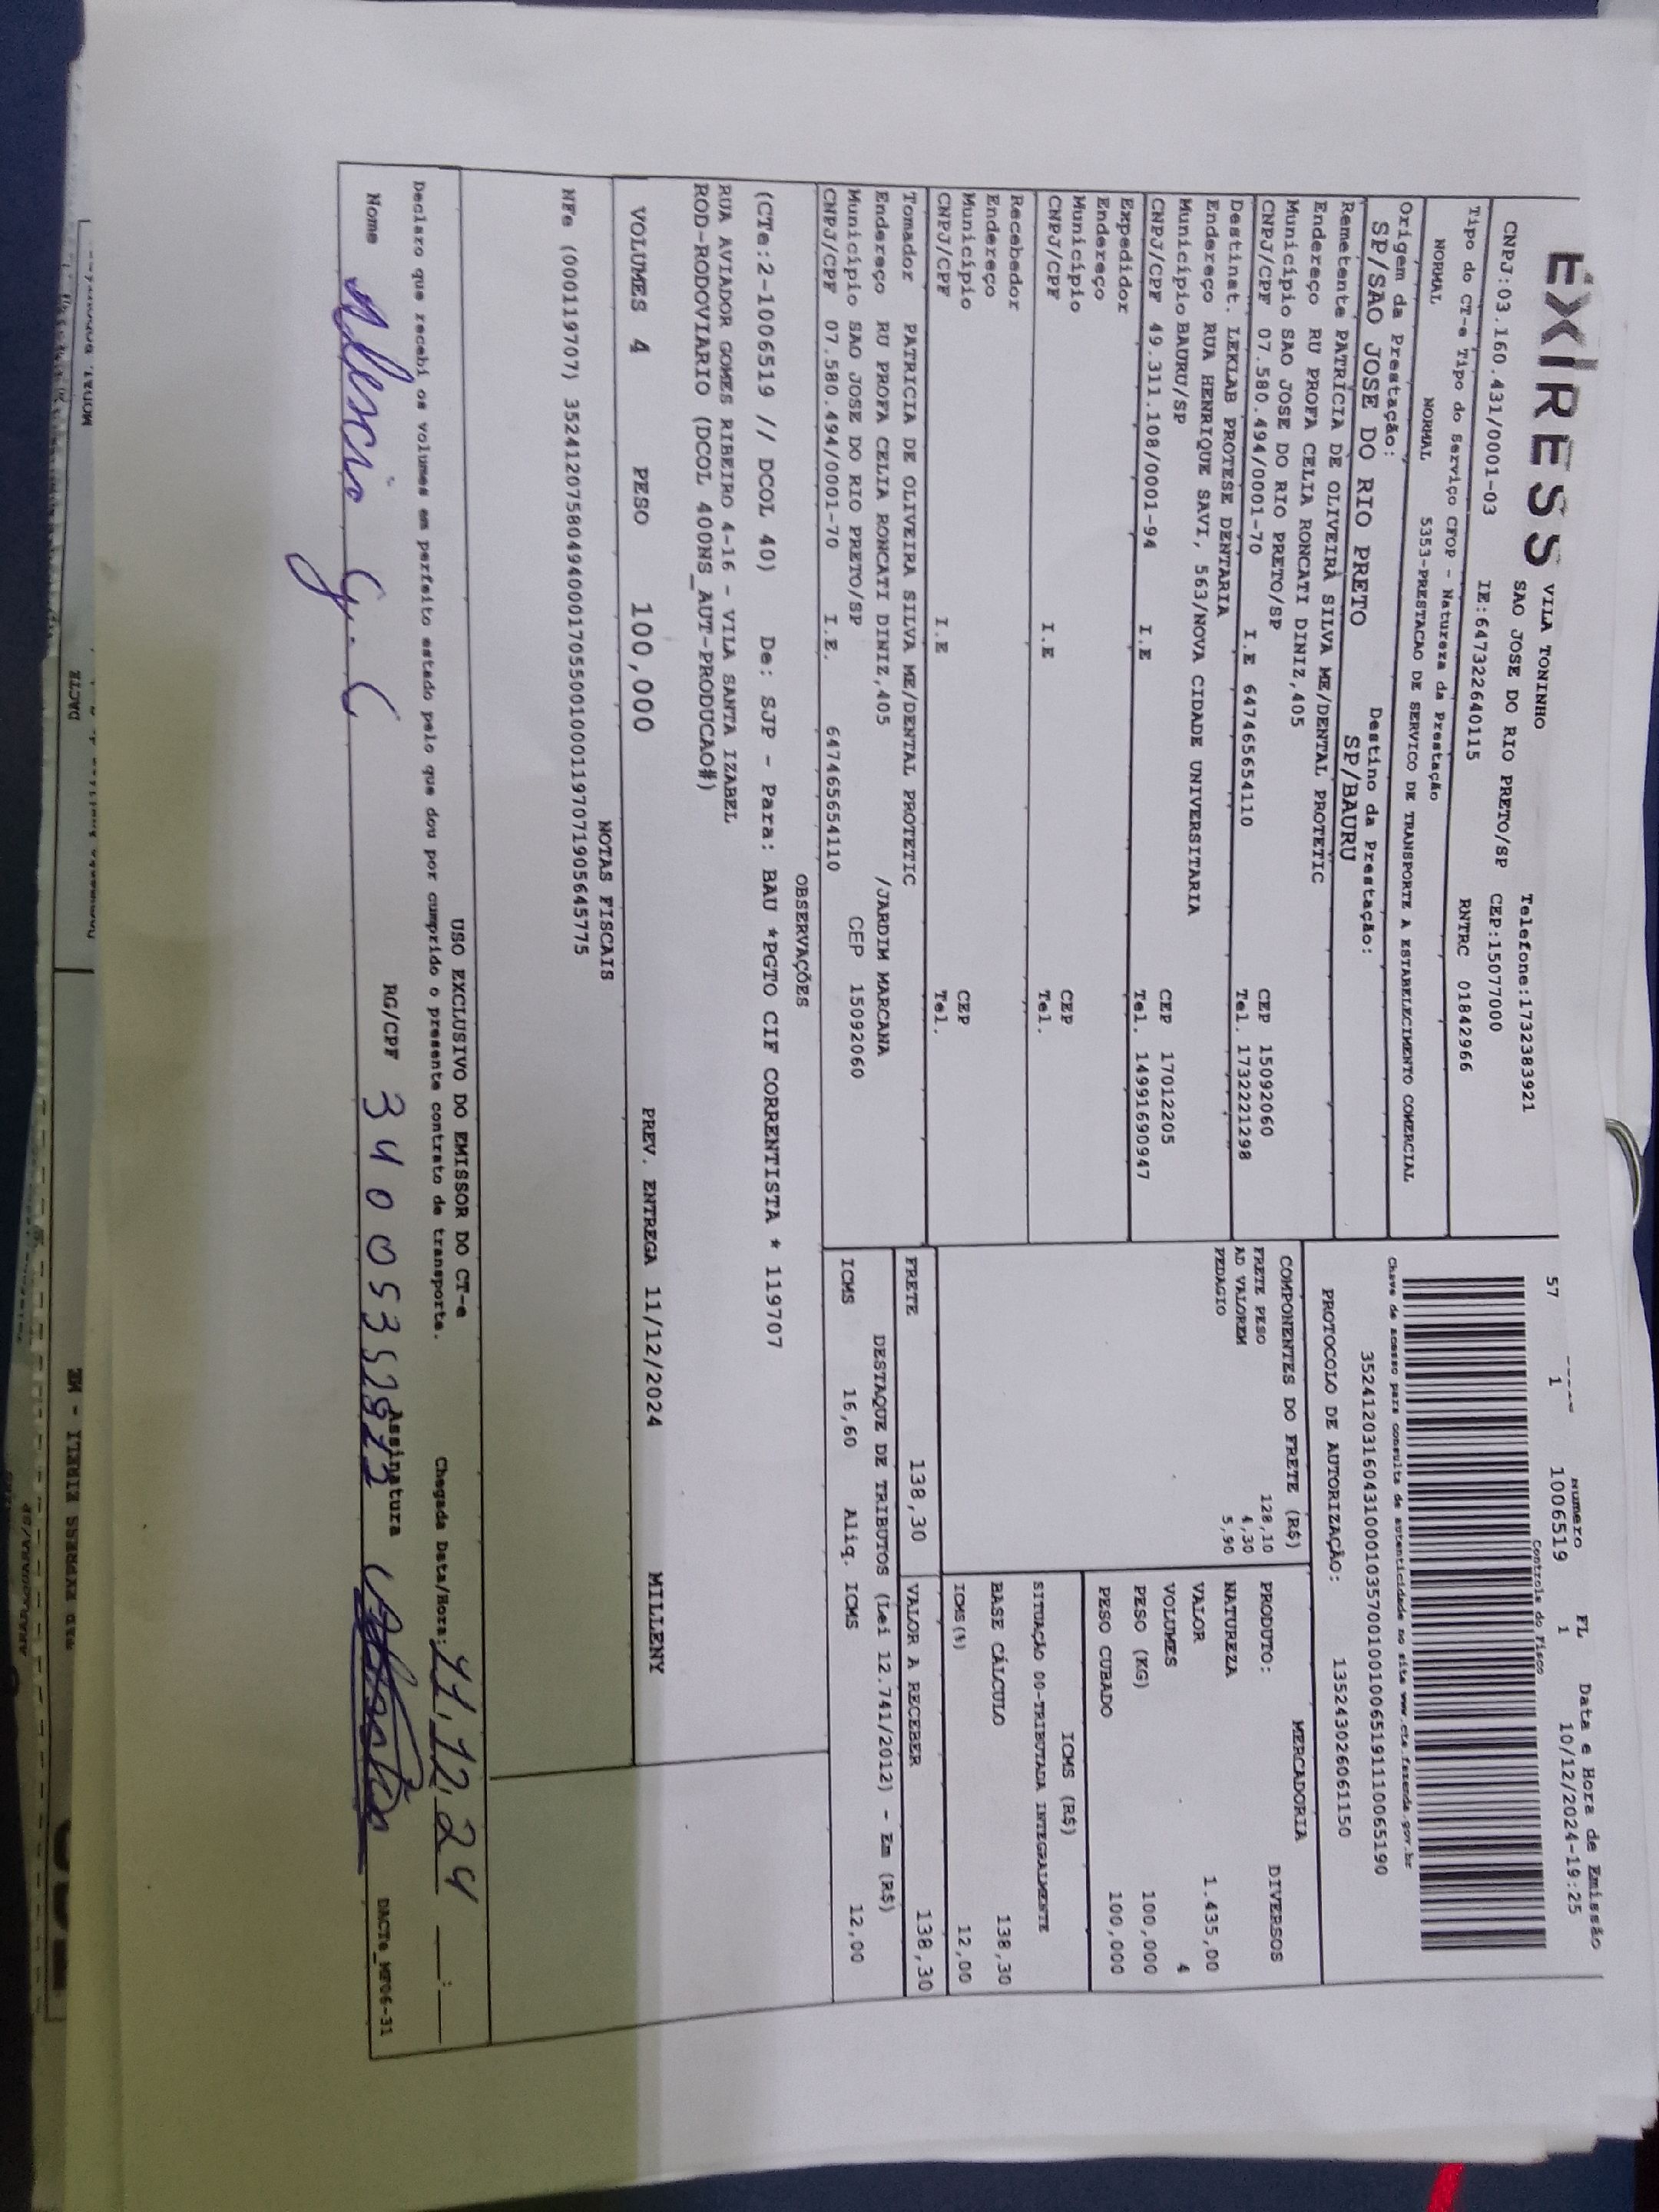 EXPRESS
VILA TONINHO
Telefone:1732383921
SAO JOSE DO RIO PRETO/SP CEP:15077000
CNPJ:03.160.431/0001-03 IE:647322640115 RNTRC 01842966
Tipo do CT-e Tipo do Serviço CFOP - Natureza da Prestação
NORMAL NORMAL 5353-PRESTACAO DE SERVICO DE TRANSPORTE A ESTABELECIMENTO COMERCIAL
Origem da Prestação: Destino da Prestação:
SP/SAO JOSE DO RIO PRETO SP/BAURU
Numero FL Data e Hora de Emissão
57 1 1006519 1 10/12/2024-19:25
Controle do Fisco
Chave de acesso para consulta de autenticidade no site www.cte.fazenda.gov.br
35241203160431000103570010010065191110065190
PROTOCOLO DE AUTORIZAÇÃO: 135243026061150
Remetente PATRICIA DE OLIVEIRA SILVA ME/DENTAL PROTETIC
Endereço RU PROFA CELIA RONCATI DINIZ,405
Município SAO JOSE DO RIO PRETO/SP CEP 15092060
CNPJ/CPF 07.580.494/0001-70 I.E 647465654110 Tel. 1732221298
Destinat. LEKLAB PROTESE DENTARIA
Endereço RUA HENRIQUE SAVI, 563/NOVA CIDADE UNIVERSITARIA
Município BAURU/SP CEP 17012205
CNPJ/CPF 49.311.108/0001-94 I.E Tel. 14991690947
Expedidor
Endereço
Município CEP
CNPJ/CPF I.E Tel.
Recebedor
Endereço
Município CEP
CNPJ/CPF I.E Tel.
Tomador PATRICIA DE OLIVEIRA SILVA ME/DENTAL PROTETIC
Endereço RU PROFA CELIA RONCATI DINIZ,405 /JARDIM MARCANA
Município SAO JOSE DO RIO PRETO/SP CEP 15092060
CNPJ/CPF 07.580.494/0001-70 I.E. 647465654110
COMPONENTES DO FRETE (R$)
FRETE PESO 128,10
AD VALOREM 4,30
PEDAGIO 5,90
MERCADORIA
PRODUTO: DIVERSOS
NATUREZA
VALOR 1.435,00
VOLUMES 4
PESO (KG) 100,000
PESO CUBADO 100,000
ICMS (R$)
SITUAÇÃO 00-TRIBUTADA INTEGRALMENTE
BASE CÁLCULO 138,30
ICMS(%) 12,00
FRETE 138,30 VALOR A RECEBER 138,30
DESTAQUE DE TRIBUTOS (Lei 12.741/2012) - Em (R$)
ICMS 16,60 Aliq. ICMS 12,00
OBSERVAÇÕES
(CTe:2-1006519 // DCOL 40) De: SJP - Para: BAU *PGTO CIF CORRENTISTA * 119707
RUA AVIADOR GOMES RIBEIRO 4-16 - VILA SANTA IZABEL
ROD-RODOVIARIO (DCOL 400NS_AUT-PRODUCAO#)
VOLUMES 4 PESO 100,000 PREV. ENTREGA 11/12/2024 MILLENY
NOTAS FISCAIS
NFe (000119707) 35241207580494000170550010001197071905645775
USO EXCLUSIVO DO EMISSOR DO CT-e
Declaro que recebi os volumes em perfeito estado pelo que dou por cumprido o presente contrato de transporte. Chegada Data/Hora: 11,12,24 __:__
Nome RG/CPF Assinatura
DACTe_MF06-31
DACTE